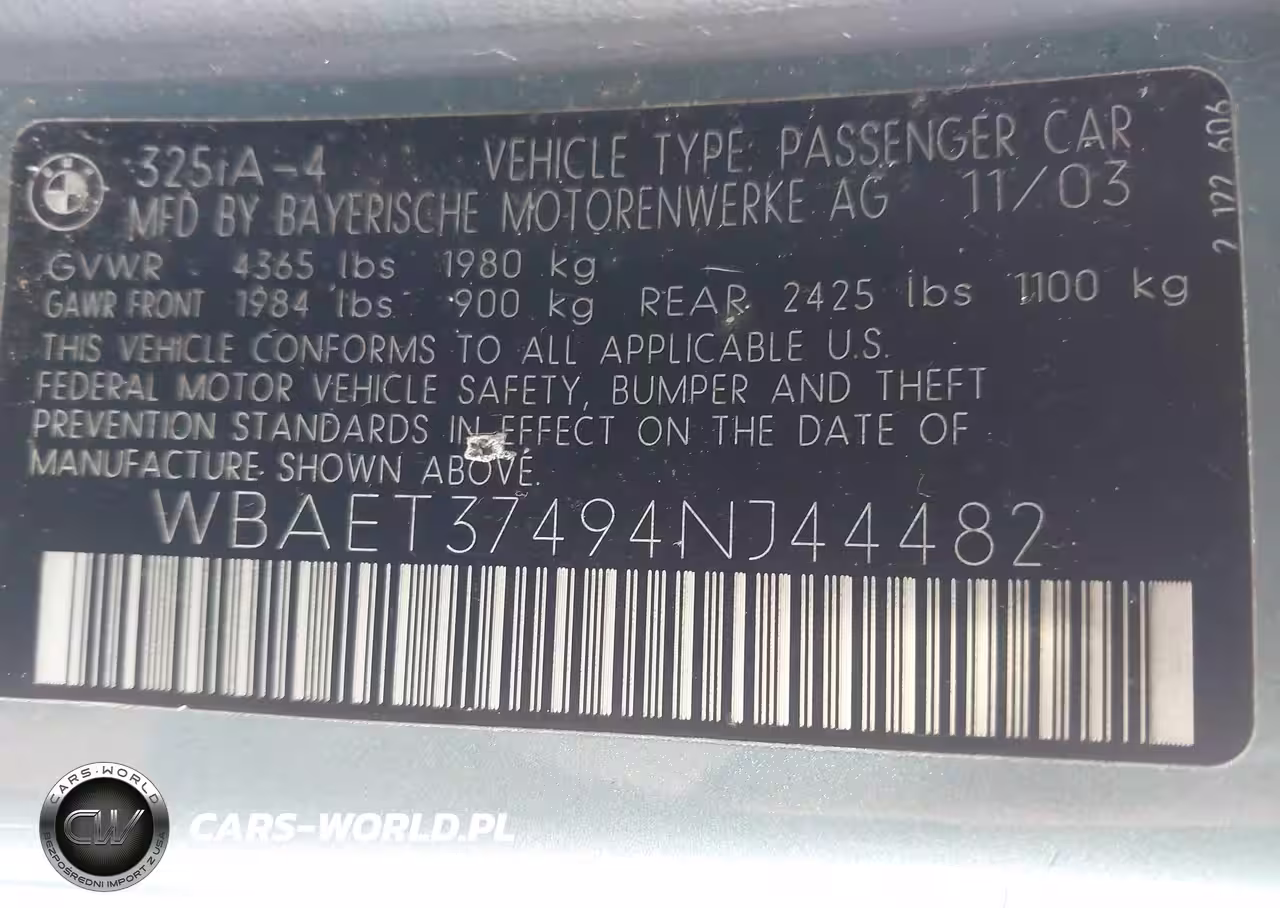 325iA-4 VEHICLE TYPE: PASSENGER CAR
MFD BY BAYERISCHE MOTORENWERKE AG 11/03
GVWR 4365 lbs 1980 kg
GAWR FRONT 1984 lbs 900 kg REAR 2425 lbs 1100 kg
THIS VEHICLE CONFORMS TO ALL APPLICABLE U.S.
FEDERAL MOTOR VEHICLE SAFETY, BUMPER AND THEFT
PREVENTION STANDARDS IN EFFECT ON THE DATE OF
MANUFACTURE SHOWN ABOVE.
WBAET37494NJ44482
2 122 606
CARS-WORLD
CW
BEZPOŚREDNI IMPORT Z USA
CARS-WORLD.PL